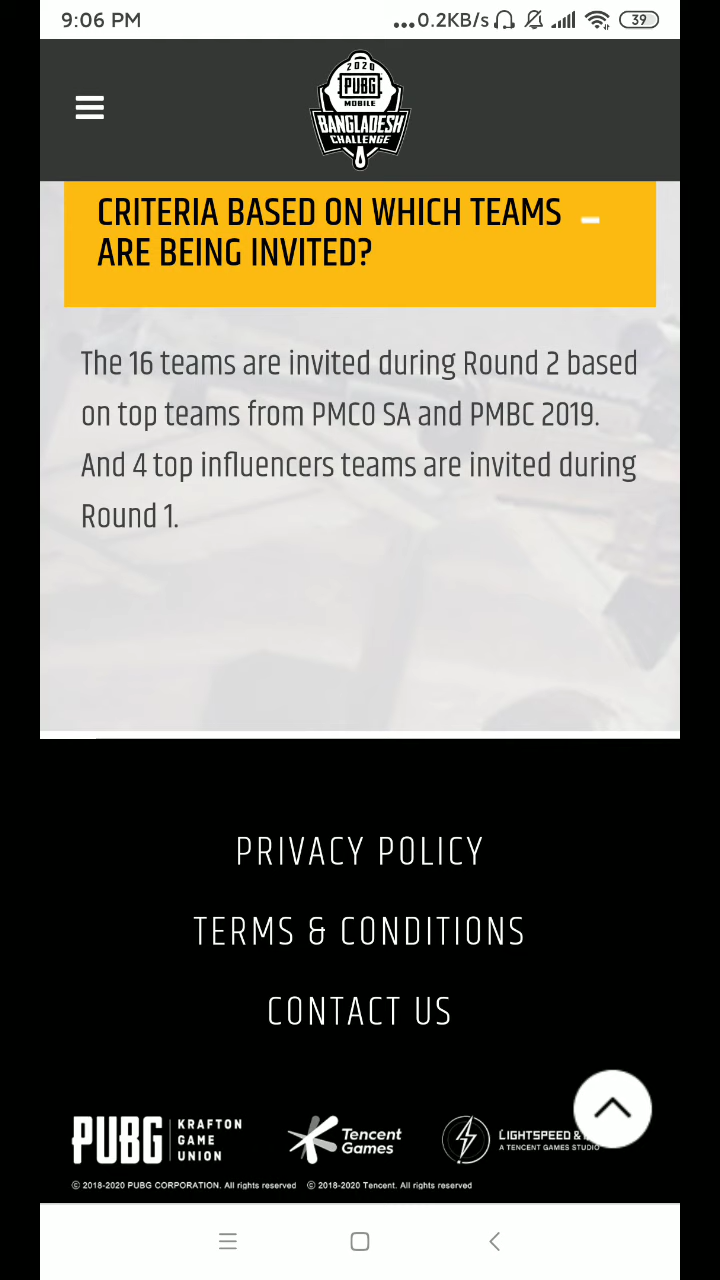 9:06 PM
...0.2KB/s
39
2020
PUBG
MOBILE
BANGLADESH
CHALLENGE
CRITERIA BASED ON WHICH TEAMS
ARE BEING INVITED?
The 16 teams are invited during Round 2 based
on top teams from PMCO SA and PMBC 2019.
And 4 top influencers teams are invited during
Round 1.
PRIVACY POLICY
TERMS & CONDITIONS
CONTACT US
PUBG
KRAFTON
GAME
UNION
Tencent
Games
LIGHTSPEED &
A TENCENT GAMES STUDIO
© 2018-2020 PUBG CORPORATION. All rights reserved
© 2018-2020 Tencent. All rights reserved